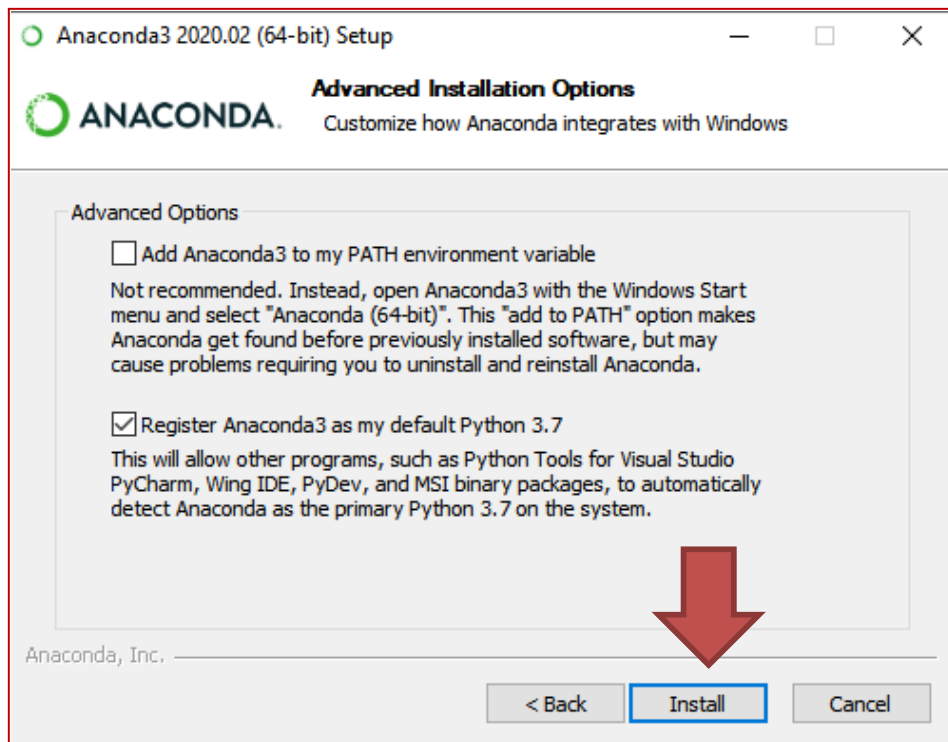 Anaconda3 2020.02 (64-bit) Setup
ANACONDA.
Advanced Installation Options
Customize how Anaconda integrates with Windows
Advanced Options
Add Anaconda3 to my PATH environment variable
Not recommended. Instead, open Anaconda3 with the Windows Start
menu and select "Anaconda (64-bit)". This "add to PATH" option makes
Anaconda get found before previously installed software, but may
cause problems requiring you to uninstall and reinstall Anaconda.
Register Anaconda3 as my default Python 3.7
This will allow other programs, such as Python Tools for Visual Studio
PyCharm, Wing IDE, PyDev, and MSI binary packages, to automatically
detect Anaconda as the primary Python 3.7 on the system.
Anaconda, Inc.
< Back
Install
Cancel